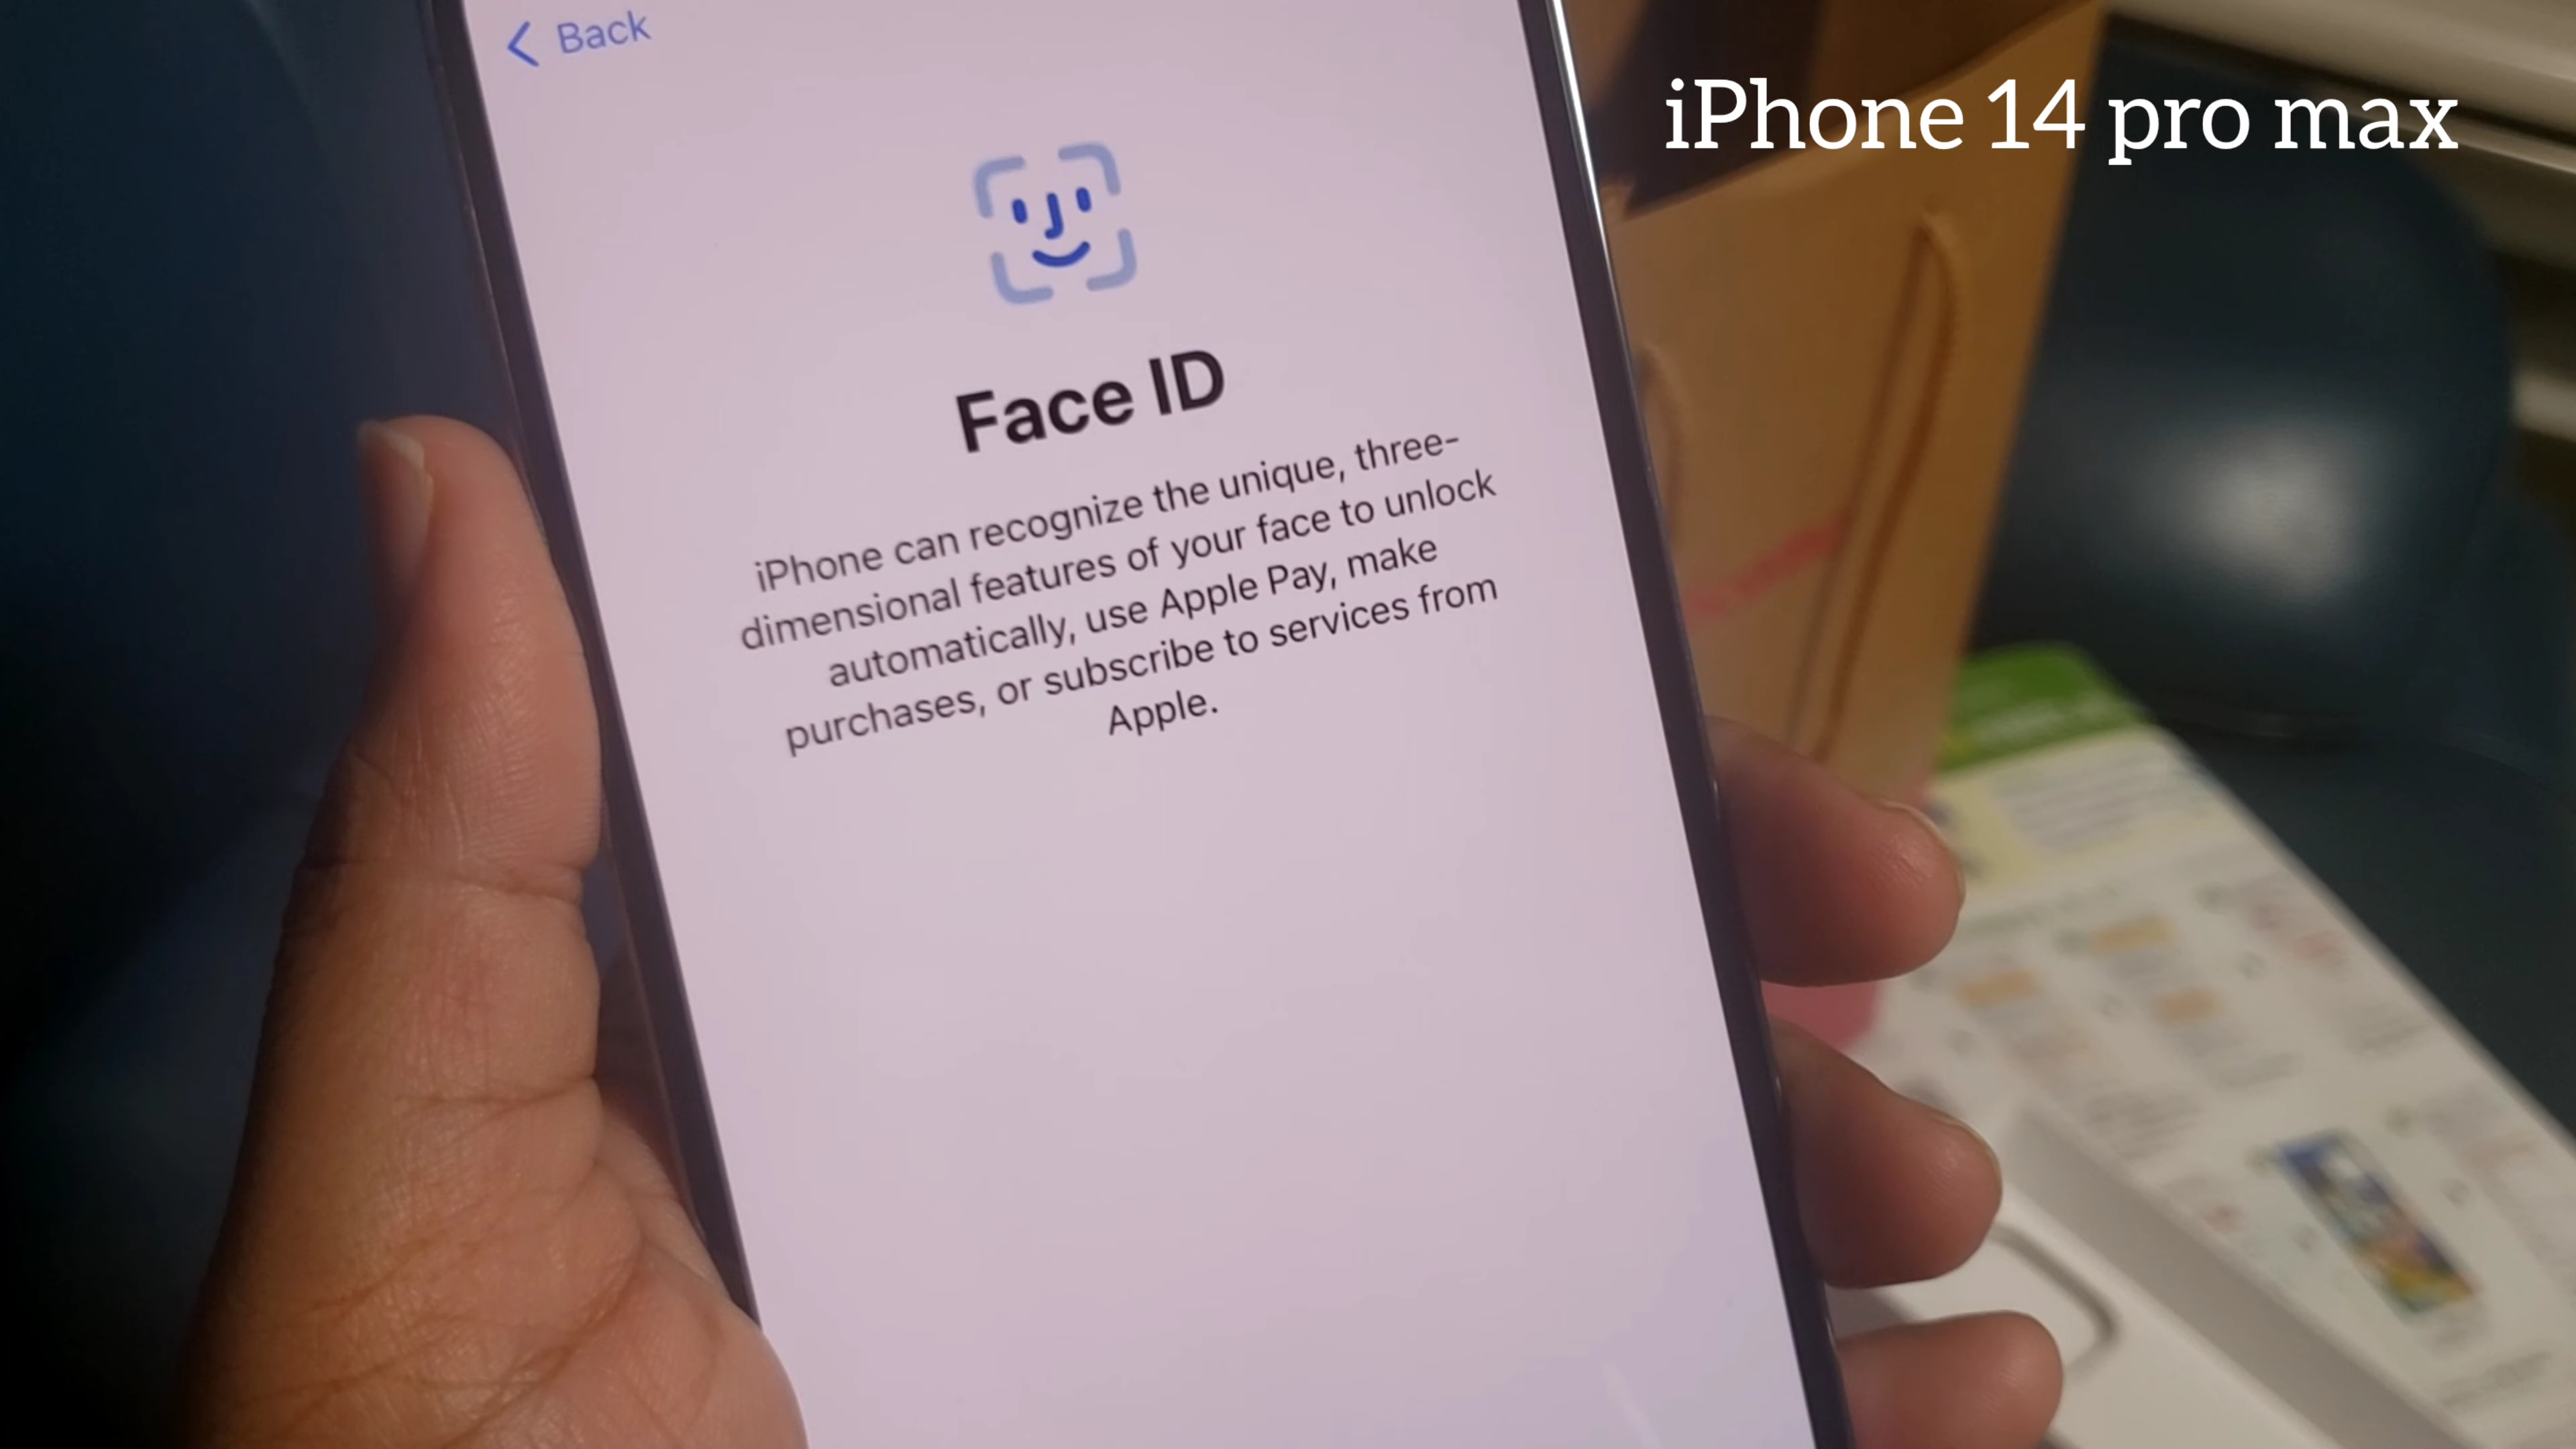 Back
iPhone 14 pro max
Face ID
iPhone can recognize the unique, three-
dimensional features of your face to unlock
automatically, use Apple Pay, make
purchases, or subscribe to services from
Apple.